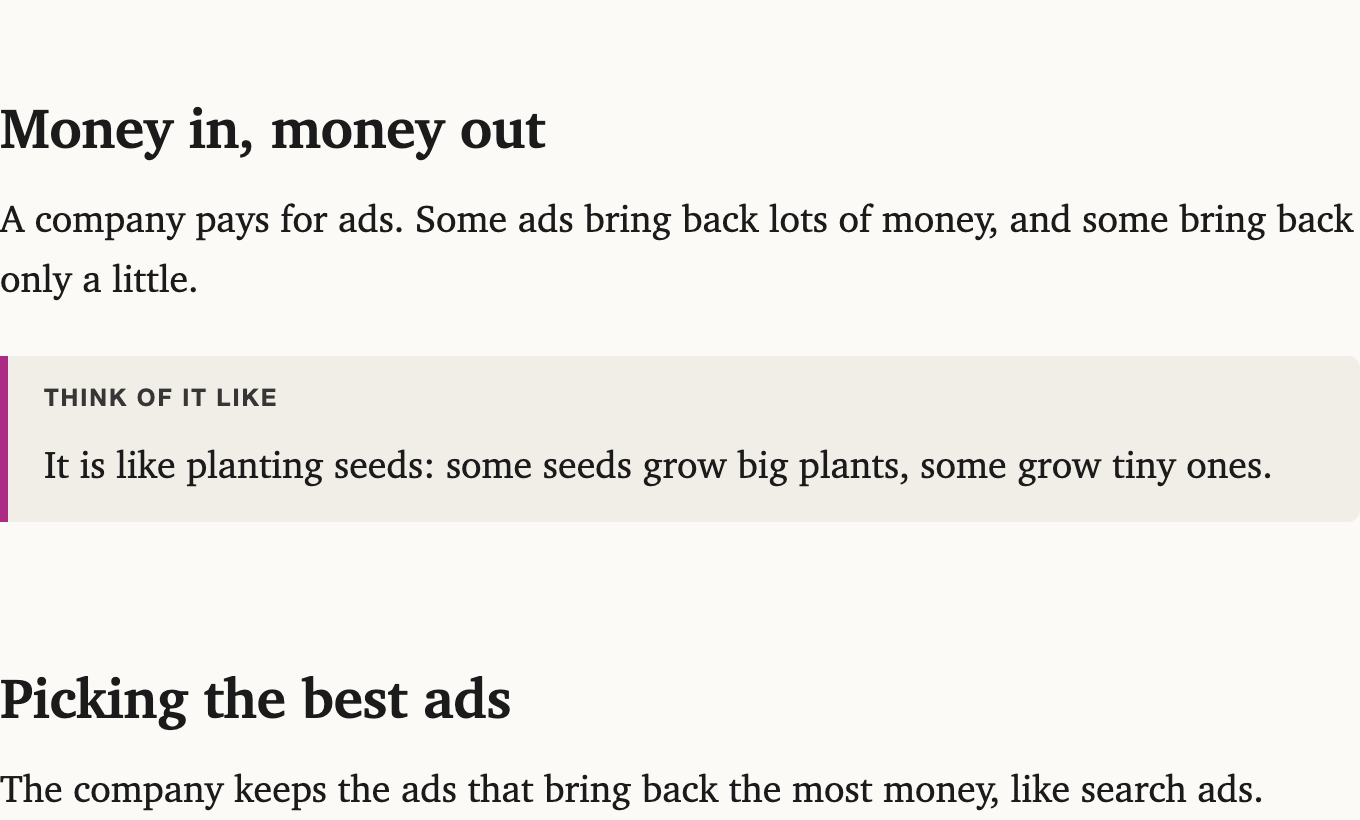 Money in, money out
A company pays for ads. Some ads bring back lots of money, and some bring back
only a little.
THINK OF IT LIKE
It is like planting seeds: some seeds grow big plants, some grow tiny ones.
Picking the best ads
The company keeps the ads that bring back the most money, like search ads.